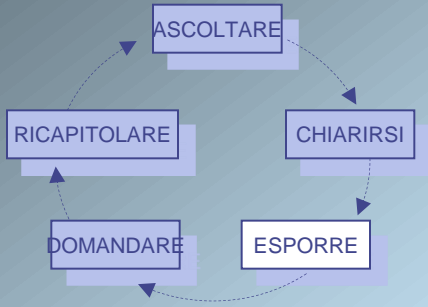 ASCOLTARE
RICAPITOLARE
CHIARIRSI
DOMANDARE
ESPORRE